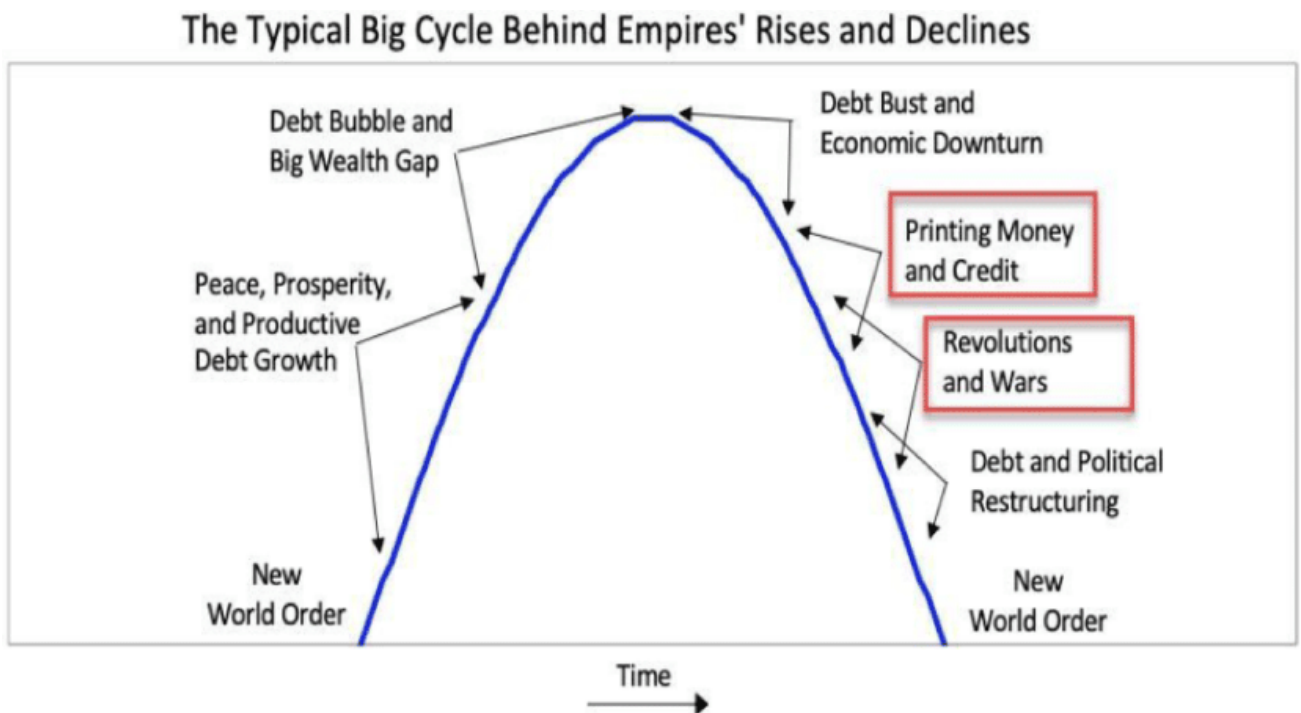 The Typical Big Cycle Behind Empires' Rises and Declines
Debt Bubble and
Big Wealth Gap
Debt Bust and
Economic Downturn
Printing Money
and Credit
Peace, Prosperity,
and Productive
Debt Growth
Revolutions
and Wars
Debt and Political
Restructuring
New
World Order
New
World Order
Time